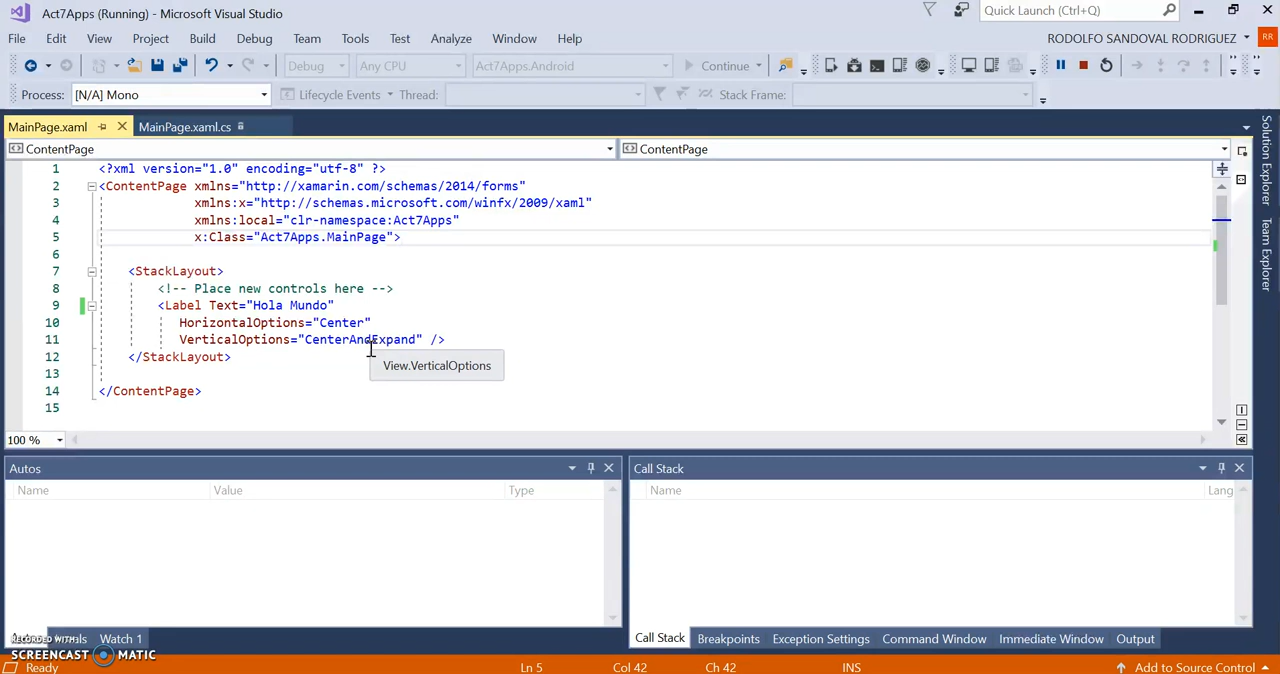 Act7Apps (Running) - Microsoft Visual Studio
Quick Launch (Ctrl+Q)
File Edit View Project Build Debug Team Tools Test Analyze Window Help
RODOLFO SANDOVAL RODRIGUEZ RR
Debug Any CPU Act7Apps.Android Continue
Process: [N/A] Mono Lifecycle Events Thread: Stack Frame:
MainPage.xaml MainPage.xaml.cs
ContentPage ContentPage
1 <?xml version="1.0" encoding="utf-8" ?>
2 <ContentPage xmlns="http://xamarin.com/schemas/2014/forms"
3 xmlns:x="http://schemas.microsoft.com/winfx/2009/xaml"
4 xmlns:local="clr-namespace:Act7Apps"
5 x:Class="Act7Apps.MainPage">
6
7 <StackLayout>
8 <!-- Place new controls here -->
9 <Label Text="Hola Mundo"
10 HorizontalOptions="Center"
11 VerticalOptions="CenterAndExpand" />
12 </StackLayout>
View.VerticalOptions
13
14 </ContentPage>
15
100 %
Solution Explorer
Team Explorer
Autos
Name Value Type
Call Stack
Name Lang
Watch 1
Call Stack Breakpoints Exception Settings Command Window Immediate Window Output
RECORDED WITH
SCREENCAST MATIC
Ready Ln 5 Col 42 Ch 42 INS Add to Source Control